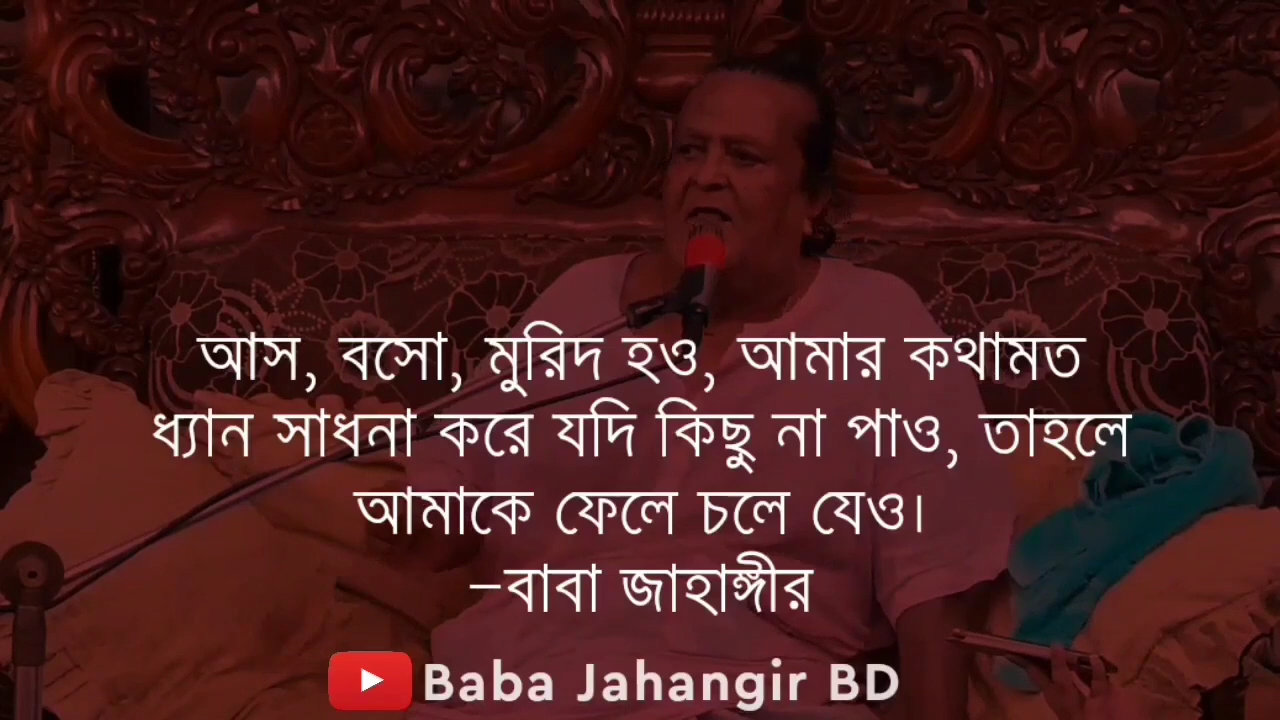 আস, বসো, মুরিদ হও, আমার কথামত
ধ্যান সাধনা করে যদি কিছু না পাও, তাহলে
আমাকে ফেলে চলে যেও।
–বাবা জাহাঙ্গীর
Baba Jahangir BD